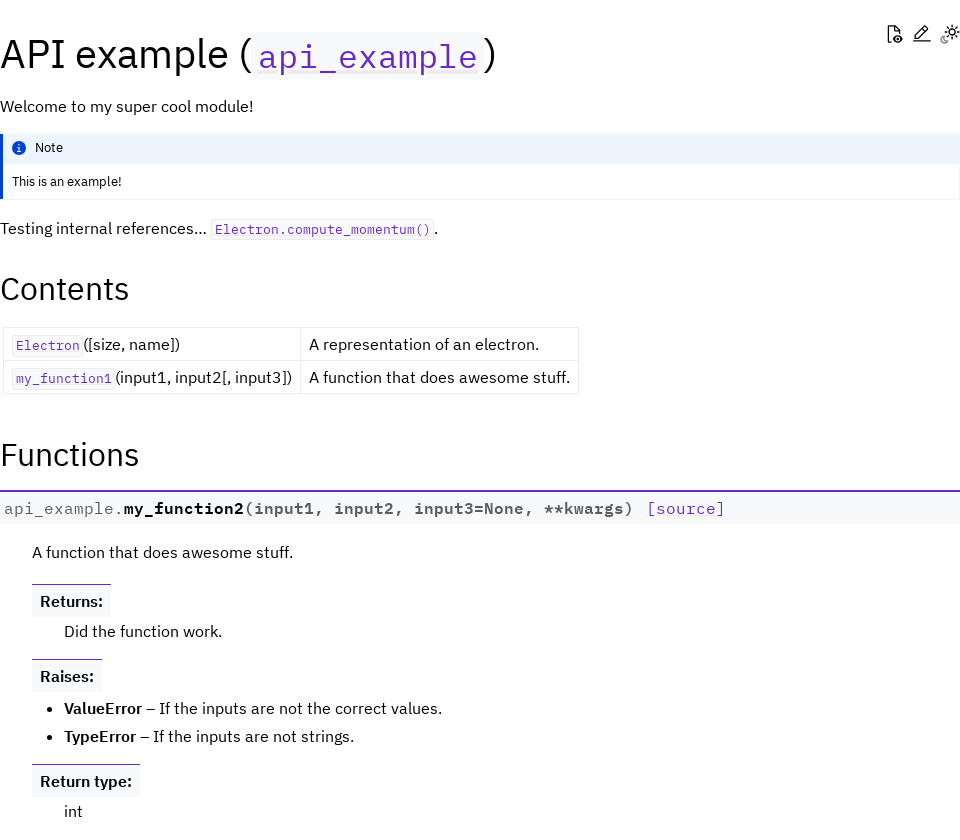 API example (api_example)
Welcome to my super cool module!
Note
This is an example!
Testing internal references… Electron.compute_momentum().
Contents
Electron([size, name]) A representation of an electron.
my_function1(input1, input2[, input3]) A function that does awesome stuff.
Functions
api_example.my_function2(input1, input2, input3=None, **kwargs) [source]
A function that does awesome stuff.
Returns:
Did the function work.
Raises:
• ValueError – If the inputs are not the correct values.
• TypeError – If the inputs are not strings.
Return type:
int